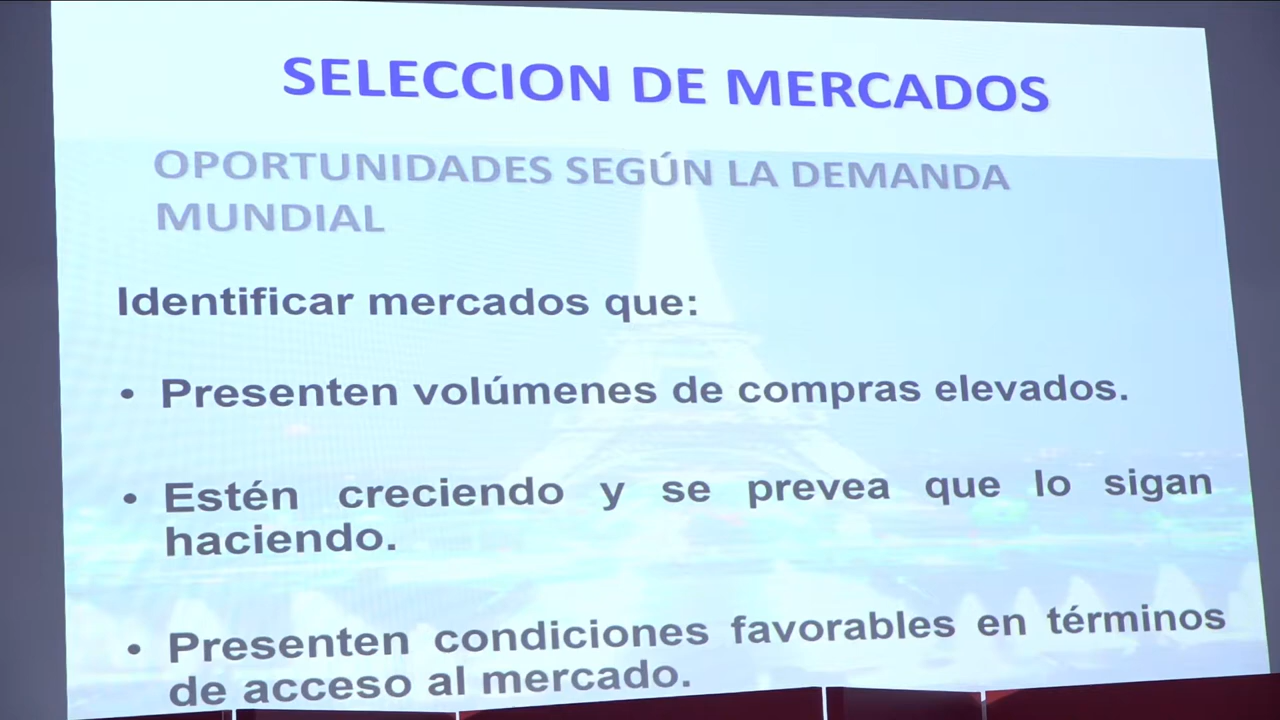 SELECCION DE MERCADOS
OPORTUNIDADES SEGÚN LA DEMANDA
MUNDIAL
Identificar mercados que:
• Presenten volúmenes de compras elevados.
• Estén creciendo y se prevea que lo sigan
haciendo.
• Presenten condiciones favorables en términos
de acceso al mercado.